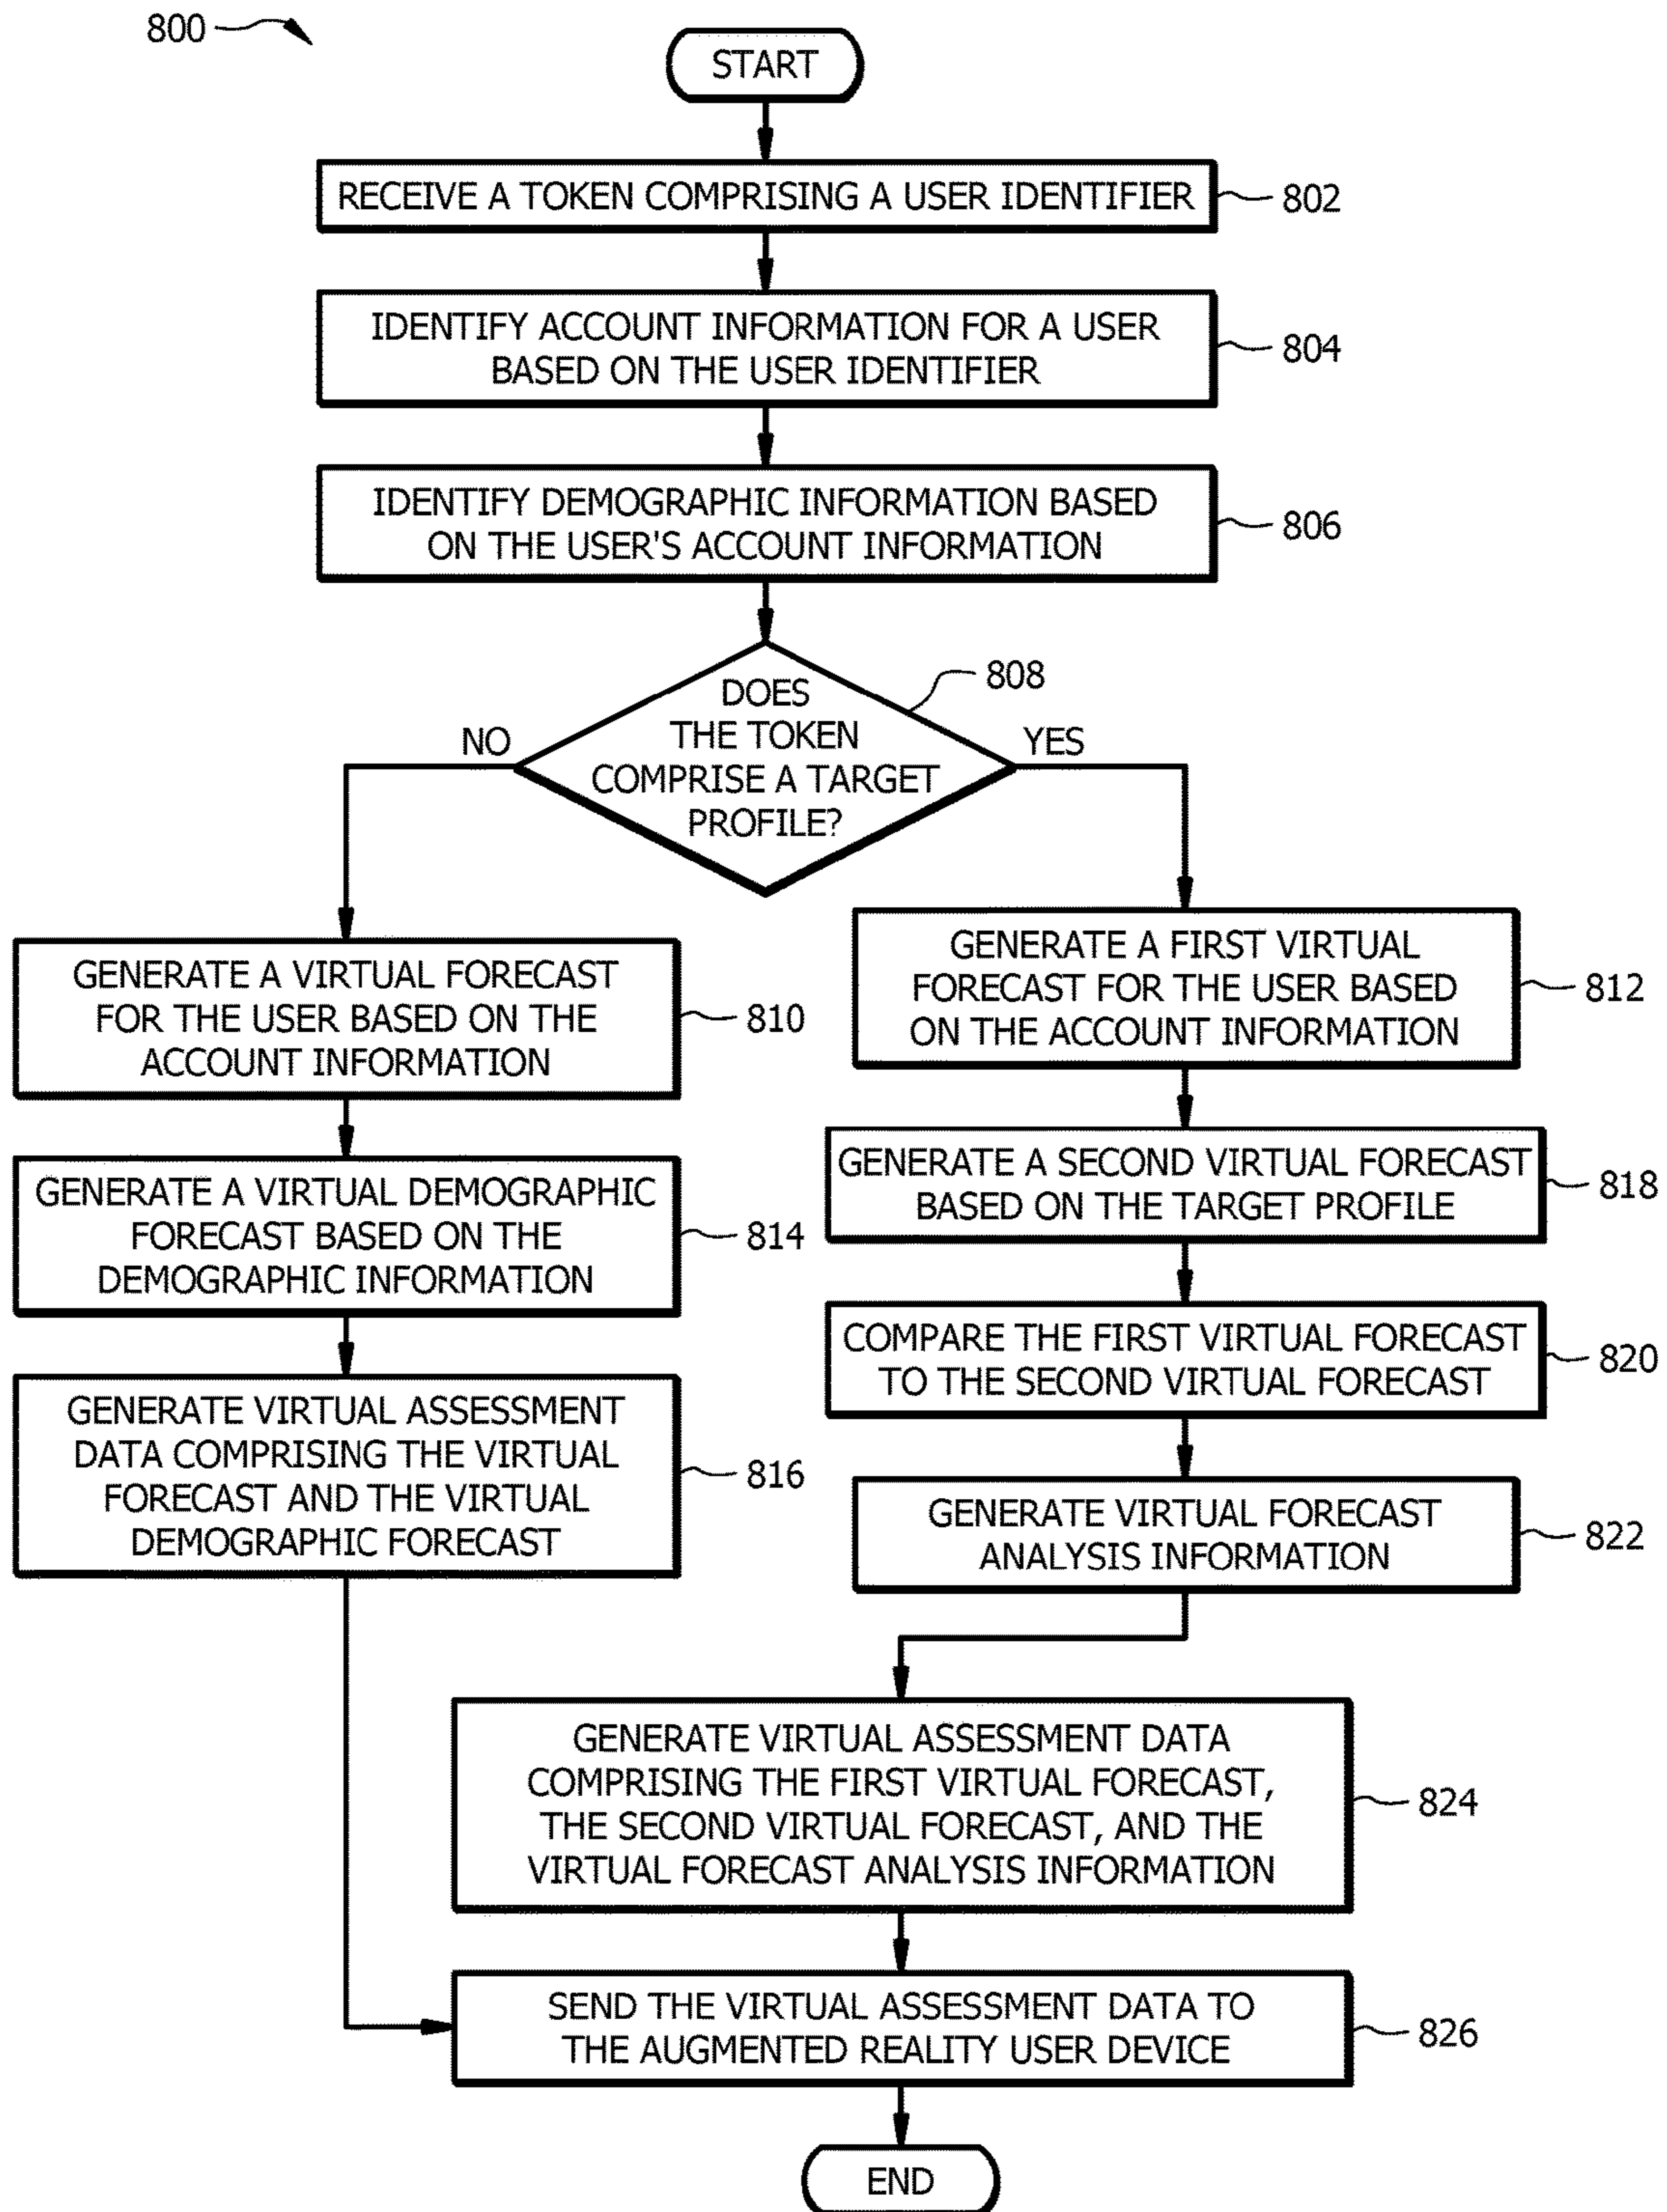 800
START
RECEIVE A TOKEN COMPRISING A USER IDENTIFIER
802
IDENTIFY ACCOUNT INFORMATION FOR A USER
BASED ON THE USER IDENTIFIER
804
IDENTIFY DEMOGRAPHIC INFORMATION BASED
ON THE USER'S ACCOUNT INFORMATION
806
DOES
THE TOKEN
COMPRISE A TARGET
PROFILE?
808
NO
YES
GENERATE A VIRTUAL FORECAST
FOR THE USER BASED ON THE
ACCOUNT INFORMATION
810
GENERATE A VIRTUAL DEMOGRAPHIC
FORECAST BASED ON THE
DEMOGRAPHIC INFORMATION
814
GENERATE VIRTUAL ASSESSMENT
DATA COMPRISING THE VIRTUAL
FORECAST AND THE VIRTUAL
DEMOGRAPHIC FORECAST
816
GENERATE A FIRST VIRTUAL
FORECAST FOR THE USER BASED
ON THE ACCOUNT INFORMATION
812
GENERATE A SECOND VIRTUAL FORECAST
BASED ON THE TARGET PROFILE
818
COMPARE THE FIRST VIRTUAL FORECAST
TO THE SECOND VIRTUAL FORECAST
820
GENERATE VIRTUAL FORECAST
ANALYSIS INFORMATION
822
GENERATE VIRTUAL ASSESSMENT DATA
COMPRISING THE FIRST VIRTUAL FORECAST,
THE SECOND VIRTUAL FORECAST, AND THE
VIRTUAL FORECAST ANALYSIS INFORMATION
824
SEND THE VIRTUAL ASSESSMENT DATA TO
THE AUGMENTED REALITY USER DEVICE
826
END